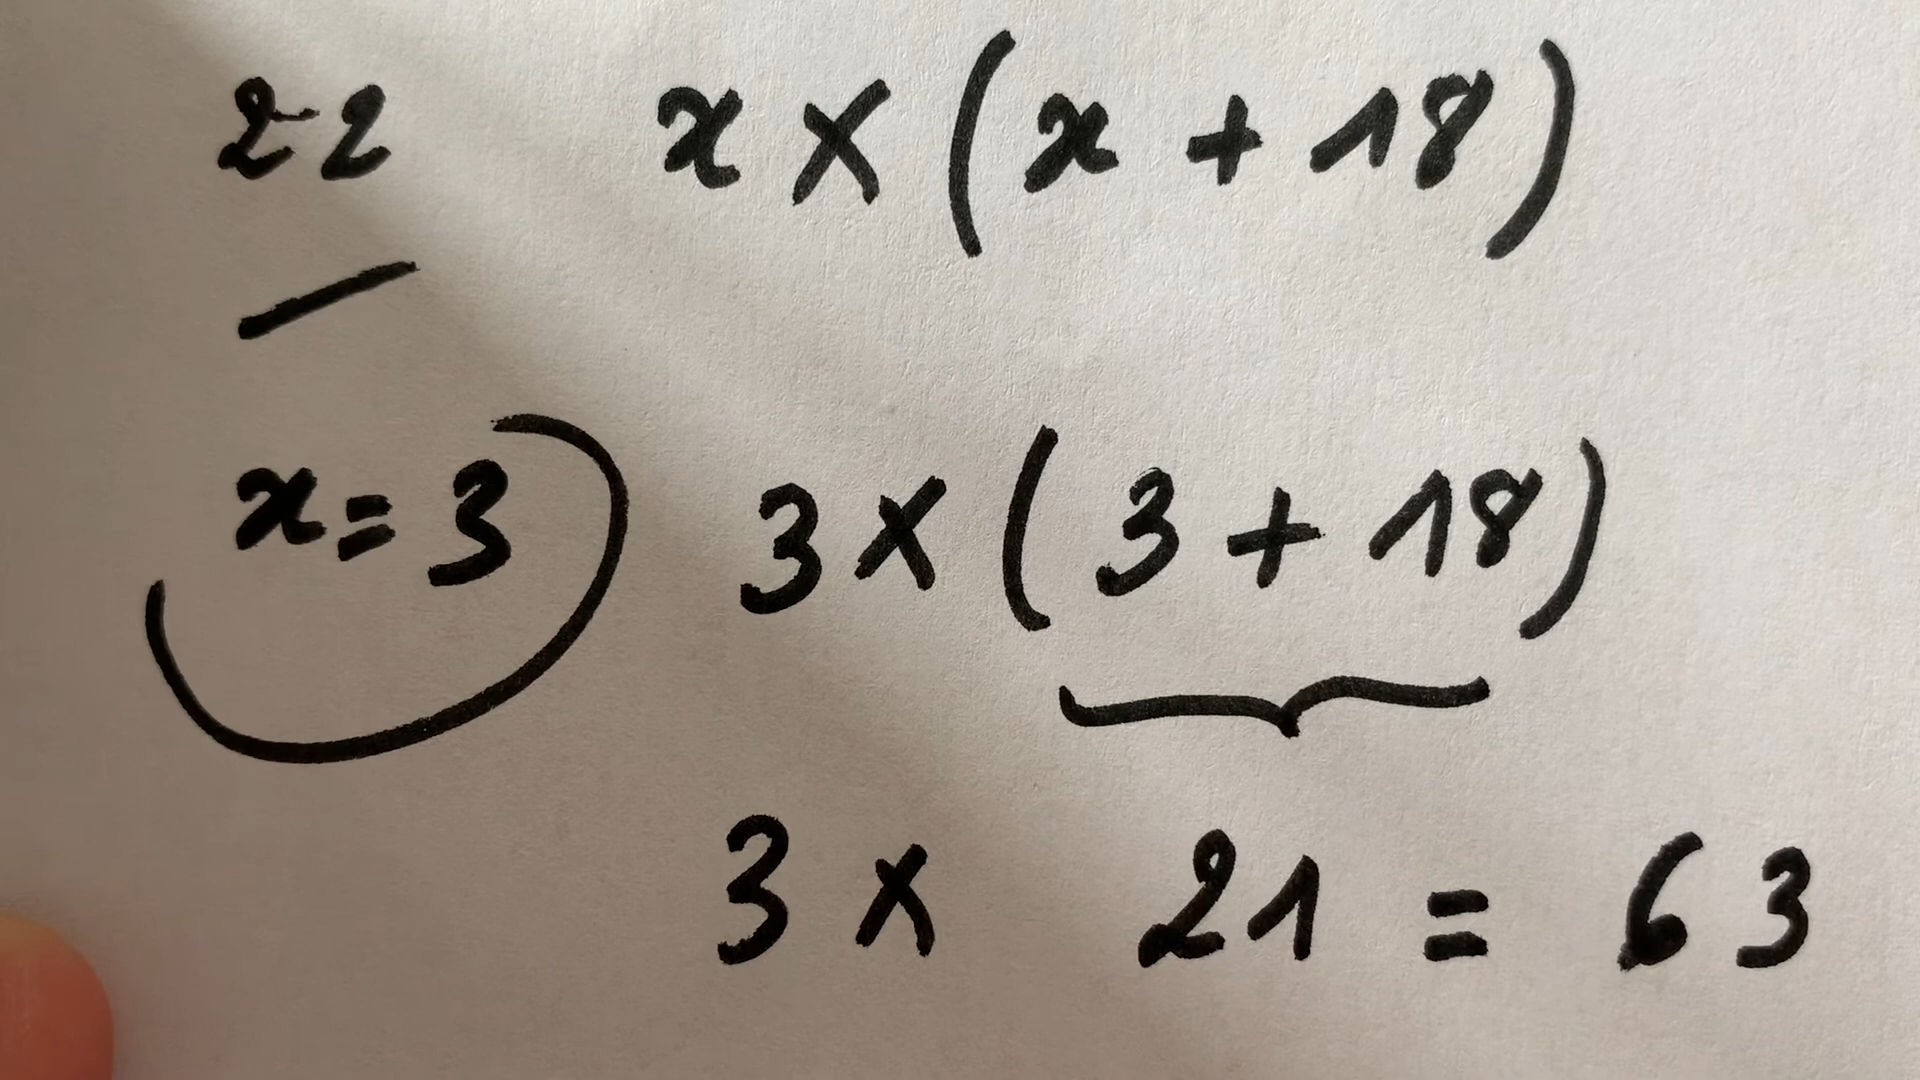 22 x × (x + 18)
x = 3 3 × (3 + 18)
3 × 21 = 63